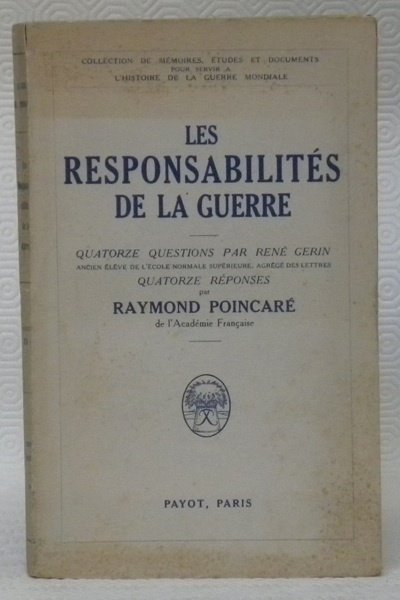 COLLECTION DE MÉMOIRES, ÉTUDES ET DOCUMENTS
POUR SERVIR A
L'HISTOIRE DE LA GUERRE MONDIALE
LES
RESPONSABILITÉS
DE LA GUERRE
QUATORZE QUESTIONS PAR RENÉ GERIN
ANCIEN ÉLÈVE DE L'ÉCOLE NORMALE SUPÉRIEURE, AGRÉGÉ DES LETTRES
QUATORZE RÉPONSES
par
RAYMOND POINCARÉ
de l'Académie Française
PAYOT, PARIS